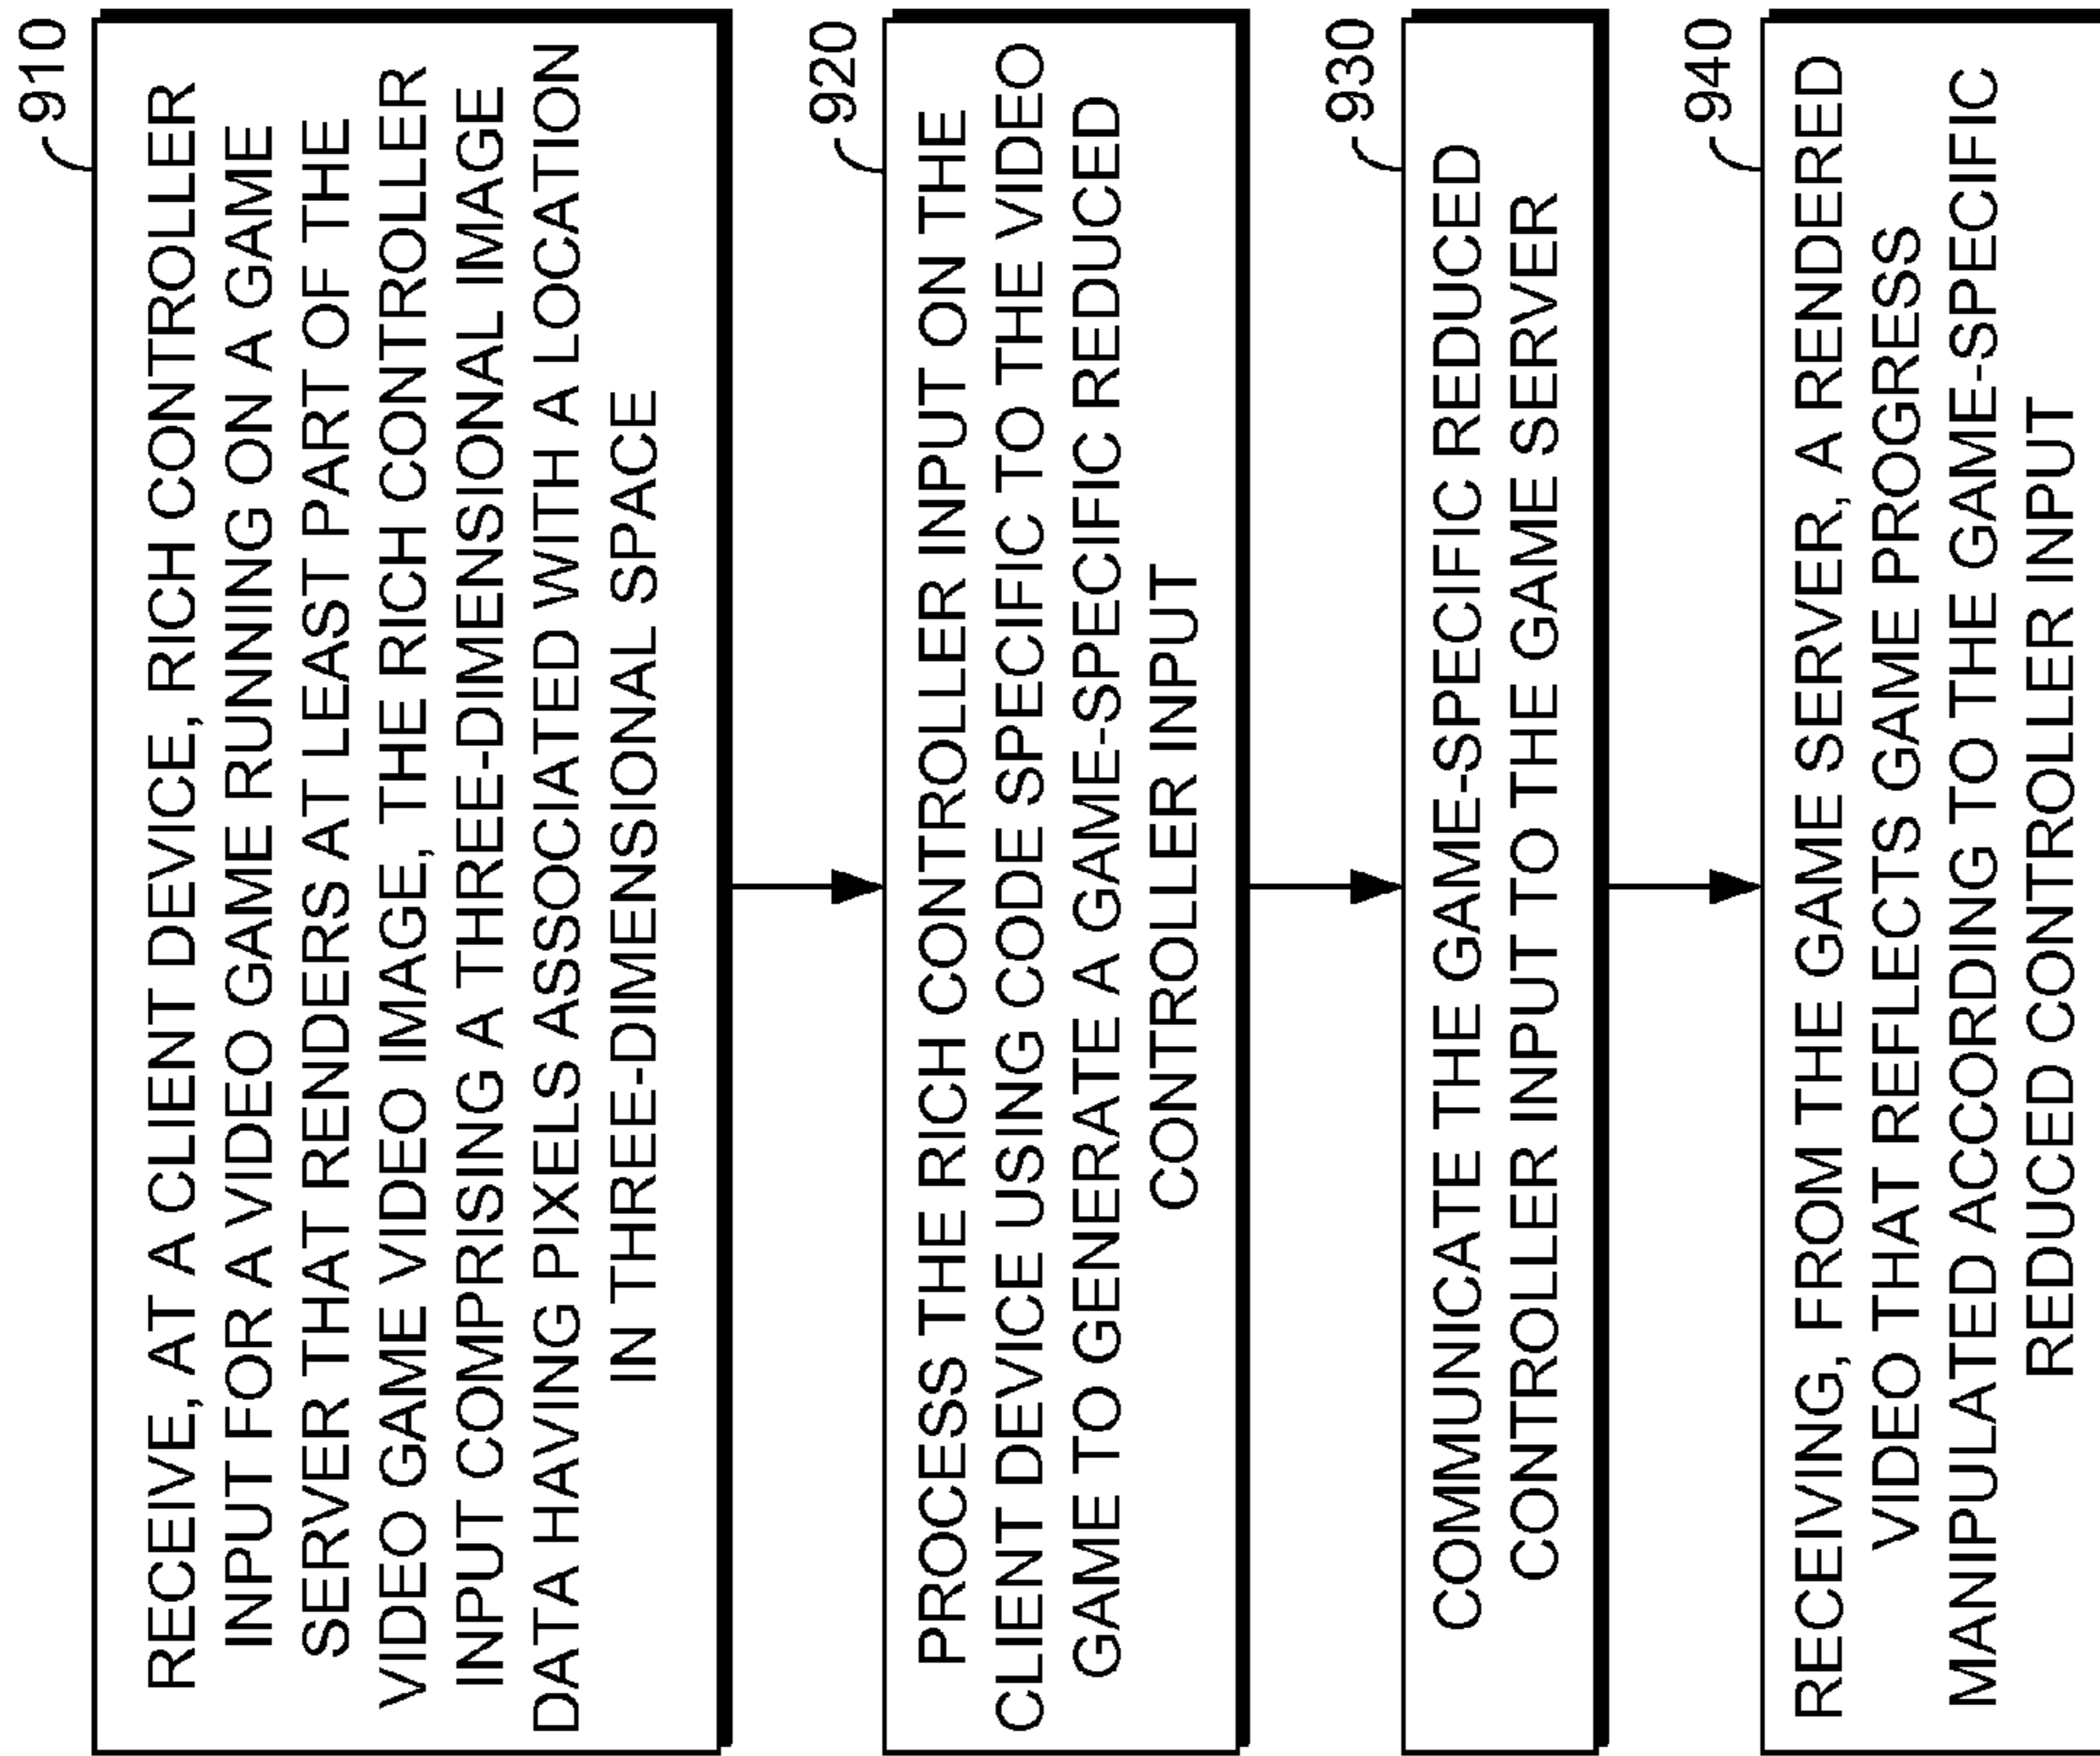 910
RECEIVE, AT A CLIENT DEVICE, RICH CONTROLLER
INPUT FOR A VIDEO GAME RUNNING ON A GAME
SERVER THAT RENDERS AT LEAST PART OF THE
VIDEO GAME VIDEO IMAGE, THE RICH CONTROLLER
INPUT COMPRISING A THREE-DIMENSIONAL IMAGE
DATA HAVING PIXELS ASSOCIATED WITH A LOCATION
IN THREE-DIMENSIONAL SPACE
920
PROCESS THE RICH CONTROLLER INPUT ON THE
CLIENT DEVICE USING CODE SPECIFIC TO THE VIDEO
GAME TO GENERATE A GAME-SPECIFIC REDUCED
CONTROLLER INPUT
930
COMMUNICATE THE GAME-SPECIFIC REDUCED
CONTROLLER INPUT TO THE GAME SERVER
940
RECEIVING, FROM THE GAME SERVER, A RENDERED
VIDEO THAT REFLECTS GAME PROGRESS
MANIPULATED ACCORDING TO THE GAME-SPECIFIC
REDUCED CONTROLLER INPUT